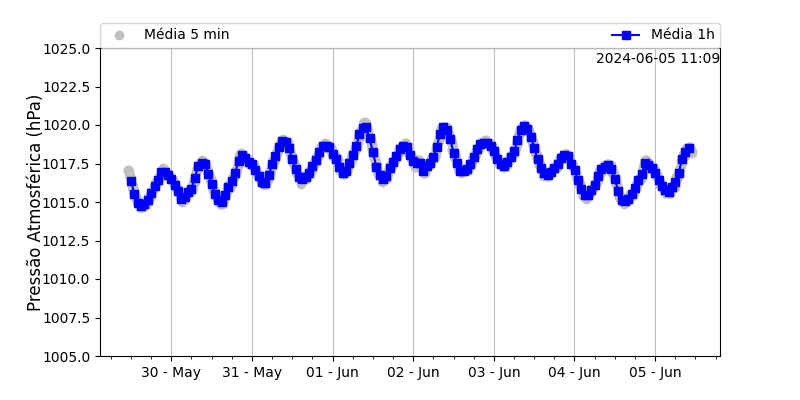 Média 5 min
Média 1h
2024-06-05 11:09
Pressão Atmosférica (hPa)
1025.0
1022.5
1020.0
1017.5
1015.0
1012.5
1010.0
1007.5
1005.0
30 - May
31 - May
01 - Jun
02 - Jun
03 - Jun
04 - Jun
05 - Jun